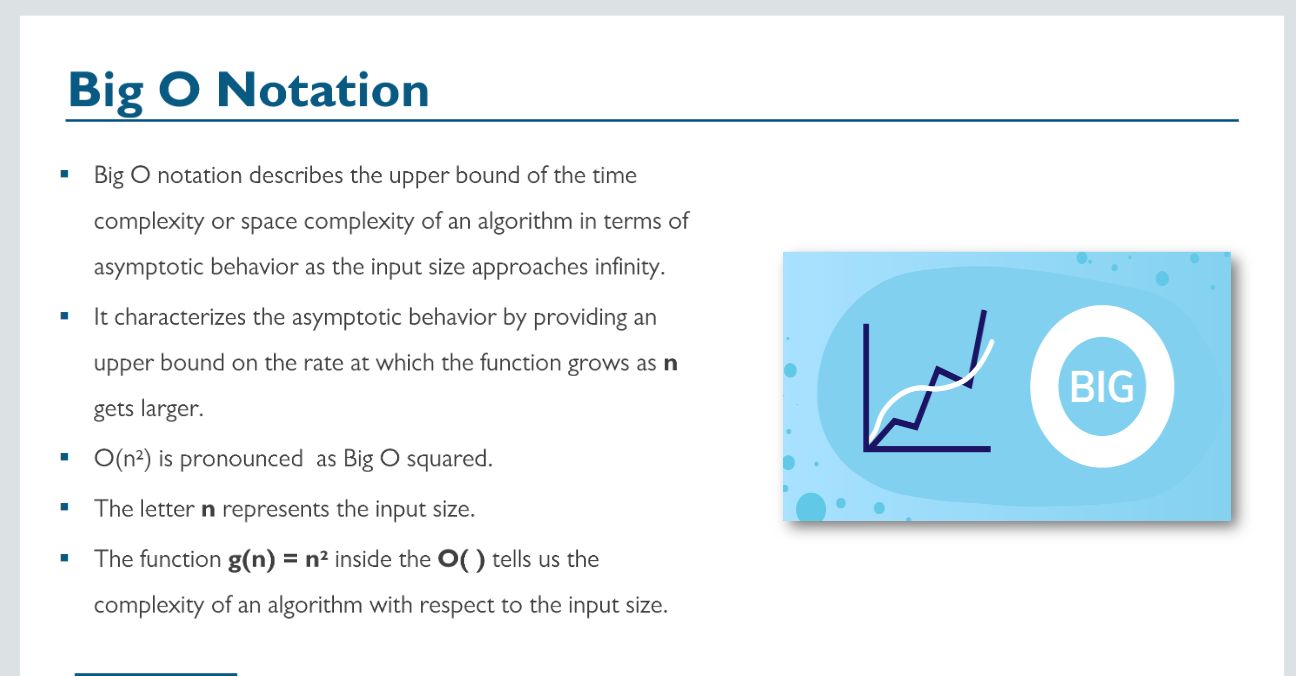 Big O Notation
Big O notation describes the upper bound of the time
complexity or space complexity of an algorithm in terms of
asymptotic behavior as the input size approaches infinity.
It characterizes the asymptotic behavior by providing an
upper bound on the rate at which the function grows as n
gets larger.
O(n²) is pronounced  as Big O squared.
The letter n represents the input size.
The function g(n) = n² inside the O( ) tells us the
complexity of an algorithm with respect to the input size.
BIG